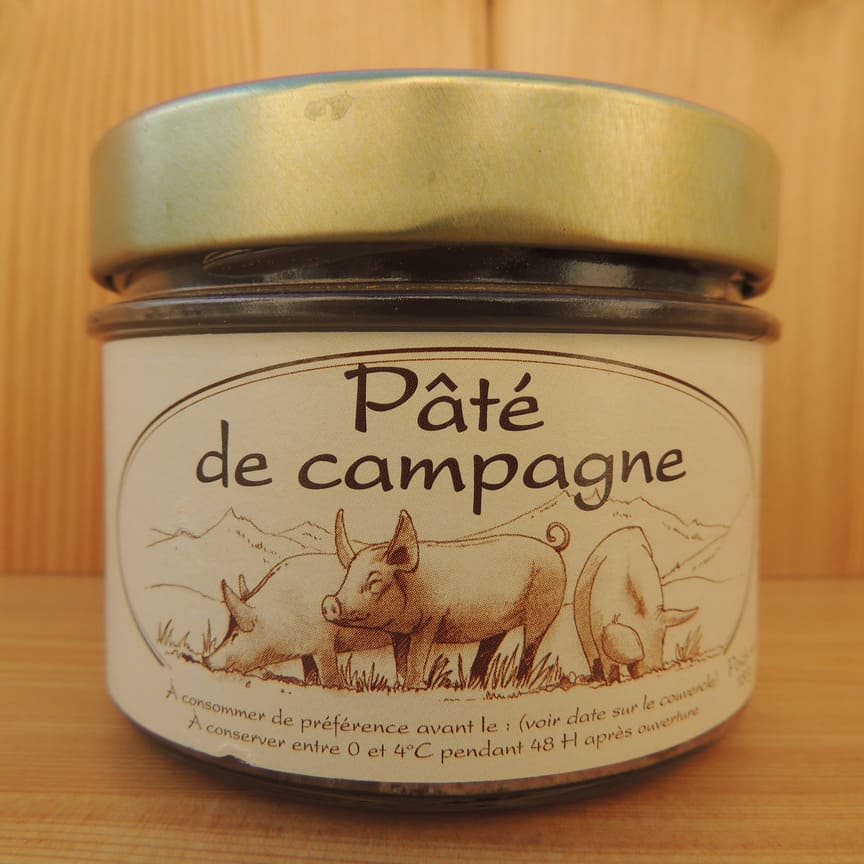 Pâté
de campagne
À consommer de préférence avant le : (voir date sur le couvercle)
À conserver entre 0 et 4°C pendant 48 H après ouverture